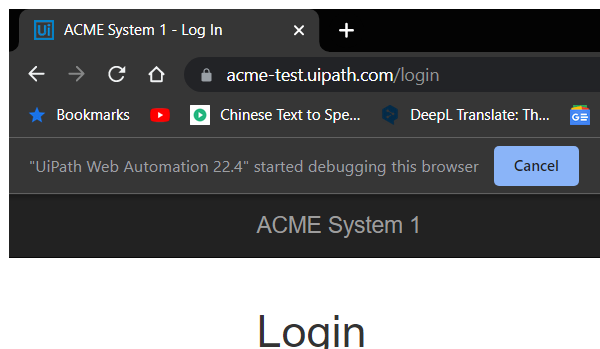 Ui ACME System 1 - Log In
acme-test.uipath.com/login
Bookmarks Chinese Text to Spe... DeepL Translate: Th... GE
"UiPath Web Automation 22.4" started debugging this browser Cancel
ACME System 1
Login